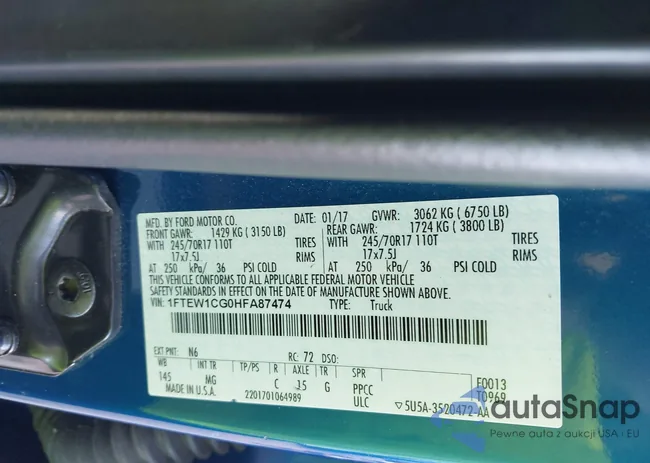 MFD. BY FORD MOTOR CO. DATE: 01/17 GVWR: 3062 KG ( 6750 LB)
FRONT GAWR: 1429 KG ( 3150 LB) REAR GAWR: 1724 KG ( 3800 LB)
WITH 245/70R17 110T TIRES WITH 245/70R17 110T TIRES
17x7.5J RIMS 17x7.5J RIMS
AT 250 kPa/ 36 PSI COLD AT 250 kPa/ 36 PSI COLD
THIS VEHICLE CONFORMS TO ALL APPLICABLE FEDERAL MOTOR VEHICLE
SAFETY STANDARDS IN EFFECT ON THE DATE OF MANUFACTURE SHOWN ABOVE.
VIN: 1FTEW1CG0HFA87474 TYPE: Truck
EXT PNT: N6 RC: 72 DSO:
WB INT TR TP/PS R AXLE TR SPR
145 MG C 15 G PPCC F0013
T0969
MADE IN U.S.A. 2201701064989 ULC ▽5U5A-3520472-AA
autaSnap
Pewne auta z aukcji USA i EU